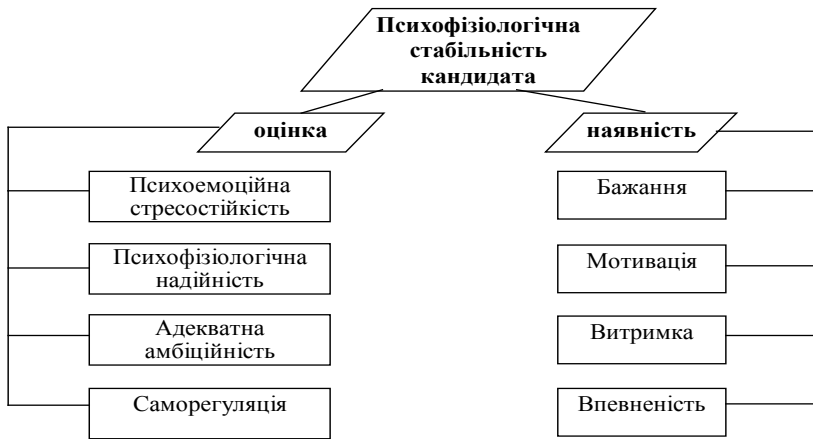 Психофізіологічна
стабільність
кандидата
оцінка
наявність
Психоемоційна
стресостійкість
Бажання
Психофізіологічна
надійність
Мотивація
Адекватна
амбіційність
Витримка
Саморегуляція
Впевненість